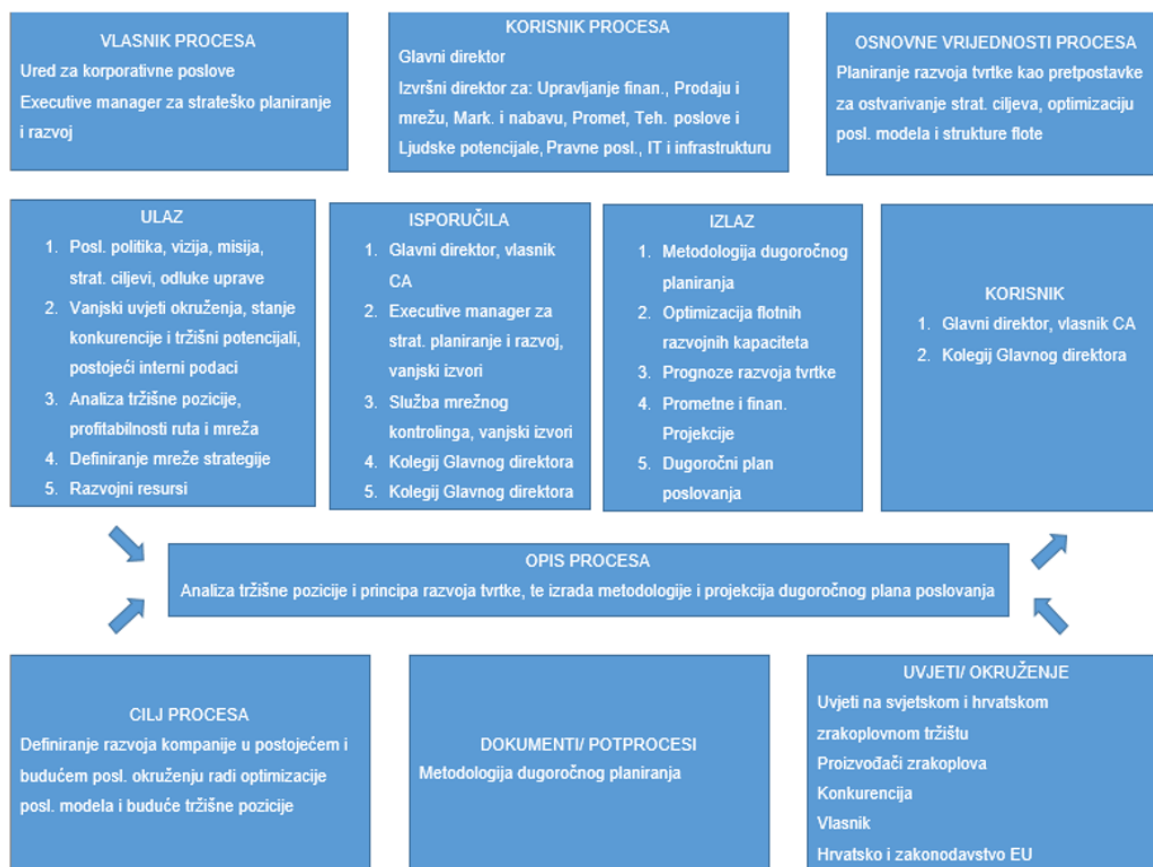 VLASNIK PROCESA
Ured za korporativne poslove
Executive manager za strateško planiranje
i razvoj
KORISNIK PROCESA
Glavni direktor
Izvršni direktor za: Upravljanje finan., Prodaju i
mrežu, Mark. i nabavu, Promet, Teh. poslove i
Ljudske potencijale, Pravne posl., IT i infrastrukturu
OSNOVNE VRIJEDNOSTI PROCESA
Planiranje razvoja tvrtke kao pretpostavke
za ostvarivanje strat. ciljeva, optimizaciju
posl. modela i strukture flote
ULAZ
1. Posl. politika, vizija, misija,
strat. ciljevi, odluke uprave
2. Vanjski uvjeti okruženja, stanje
konkurencije i tržišni potencijali,
postojeći interni podaci
3. Analiza tržišne pozicije,
profitabilnosti ruta i mreža
4. Definiranje mreže strategije
5. Razvojni resursi
ISPORUČILA
1. Glavni direktor, vlasnik
CA
2. Executive manager za
strat. planiranje i razvoj,
vanjski izvori
3. Služba mrežnog
kontrolinga, vanjski izvori
4. Kolegij Glavnog direktora
5. Kolegij Glavnog direktora
IZLAZ
1. Metodologija dugoročnog
planiranja
2. Optimizacija flotnih
razvojnih kapaciteta
3. Prognoze razvoja tvrtke
4. Prometne i finan.
Projekcije
5. Dugoročni plan
poslovanja
KORISNIK
1. Glavni direktor, vlasnik CA
2. Kolegij Glavnog direktora
OPIS PROCESA
Analiza tržišne pozicije i principa razvoja tvrtke, te izrada metodologije i projekcija dugoročnog plana poslovanja
CILJ PROCESA
Definiranje razvoja kompanije u postojećem i
budućem posl. okruženju radi optimizacije
posl. modela i buduće tržišne pozicije
DOKUMENTI/ POTPROCESI
Metodologija dugoročnog planiranja
UVJETI/ OKRUŽENJE
Uvjeti na svjetskom i hrvatskom
zrakoplovnom tržištu
Proizvođači zrakoplova
Konkurencija
Vlasnik
Hrvatsko i zakonodavstvo EU